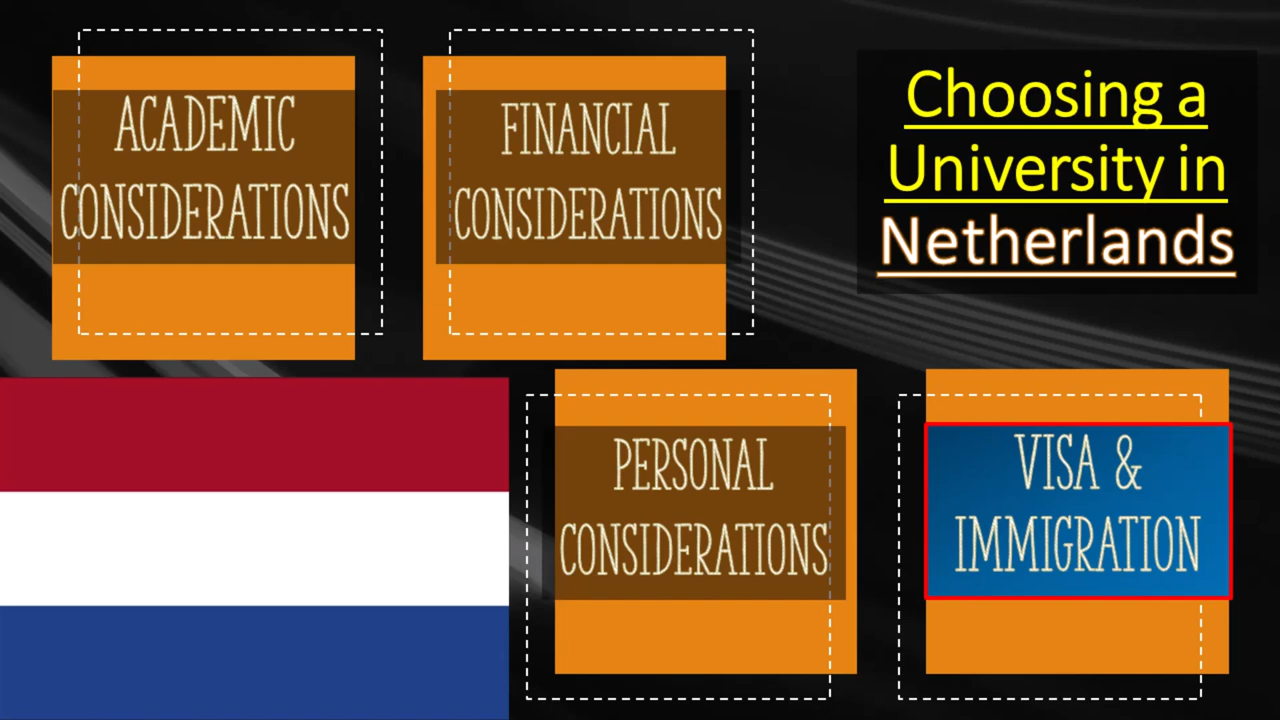 ACADEMIC
CONSIDERATIONS
FINANCIAL
CONSIDERATIONS
Choosing a
University in
Netherlands
PERSONAL
CONSIDERATIONS
VISA &
IMMIGRATION